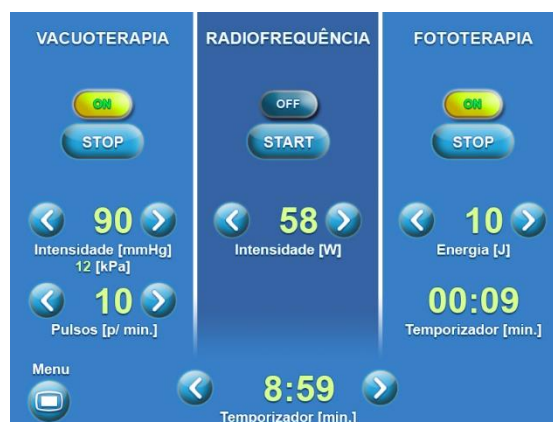 VACUOTERAPIA
ON
STOP
90
Intensidade [mmHg]
12 [kPa]
10
Pulsos [p/ min.]
Menu
RADIOFREQUÊNCIA
OFF
START
58
Intensidade [W]
8:59
Temporizador [min.]
FOTOTERAPIA
ON
STOP
10
Energia [J]
00:09
Temporizador [min.]